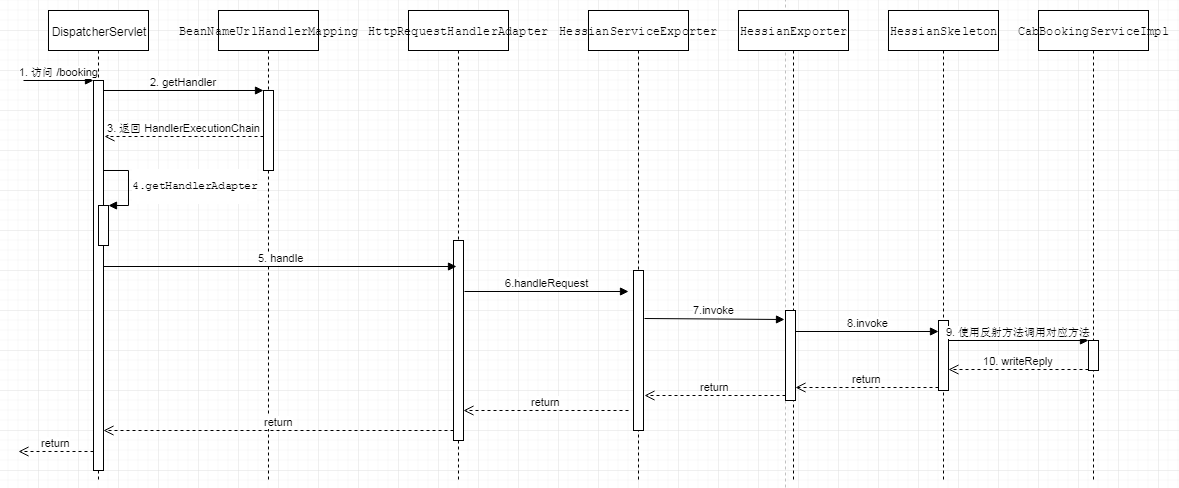 DispatcherServlet
BeanNameUrlHandlerMapping
HttpRequestHandlerAdapter
HessianServiceExporter
HessianExporter
HessianSkeleton
CabBookingServiceImpl
1. 访问 /booking
2. getHandler
3. 返回 HandlerExecutionChain
4.getHandlerAdapter
5. handle
6.handleRequest
7.invoke
8.invoke
9. 使用反射方法调用对应方法
10. writeReply
return
return
return
return
return